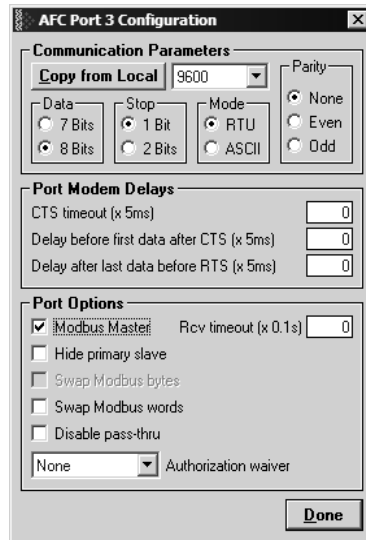 AFC Port 3 Configuration
Communication Parameters
Copy from Local 9600
Parity
None
Even
Odd
Data
7 Bits
8 Bits
Stop
1 Bit
2 Bits
Mode
RTU
ASCII
Port Modem Delays
CTS timeout (x 5ms) 0
Delay before first data after CTS (x 5ms) 0
Delay after last data before RTS (x 5ms) 0
Port Options
Modbus Master Rcv timeout (x 0.1s) 0
Hide primary slave
Swap Modbus bytes
Swap Modbus words
Disable pass-thru
None Authorization waiver
Done